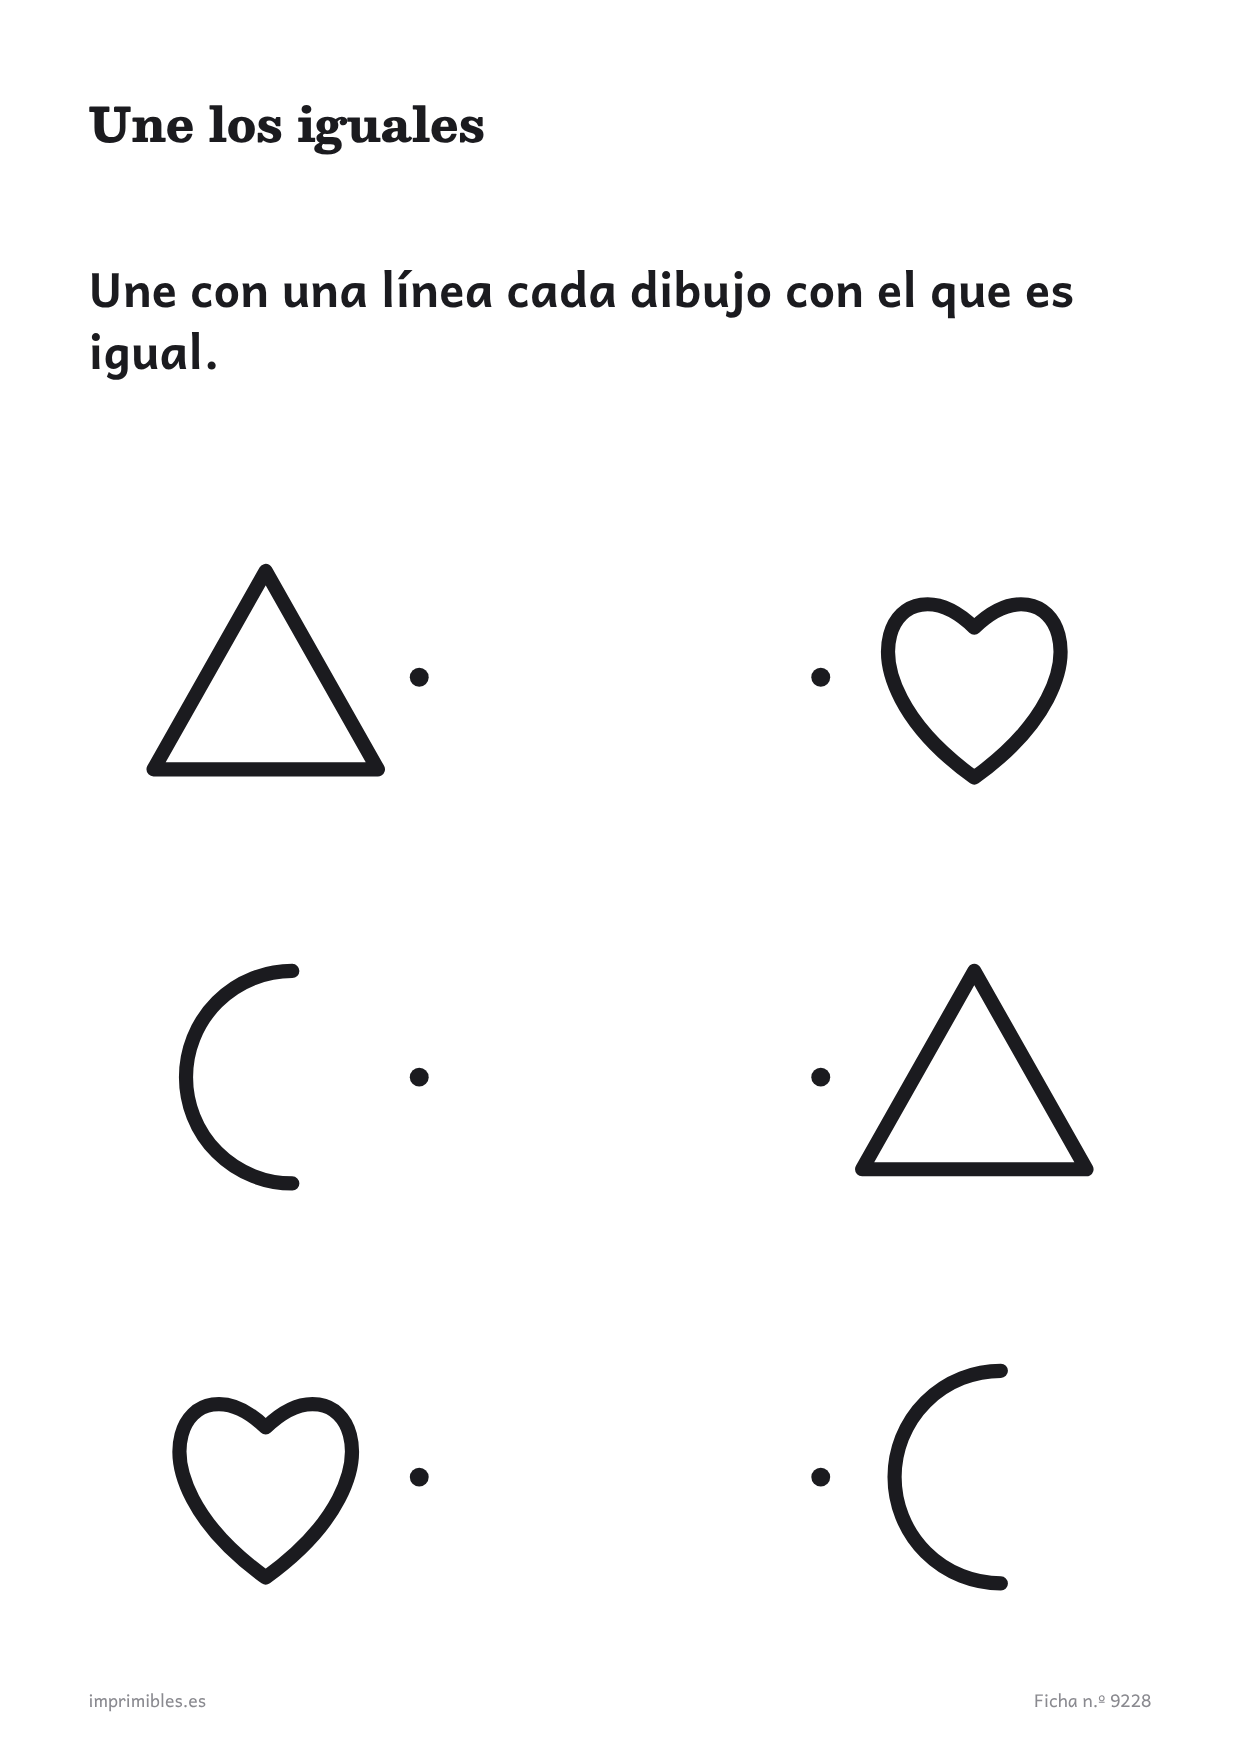 Une los iguales
Une con una línea cada dibujo con el que es
igual.
imprimibles.es
Ficha n.º 9228